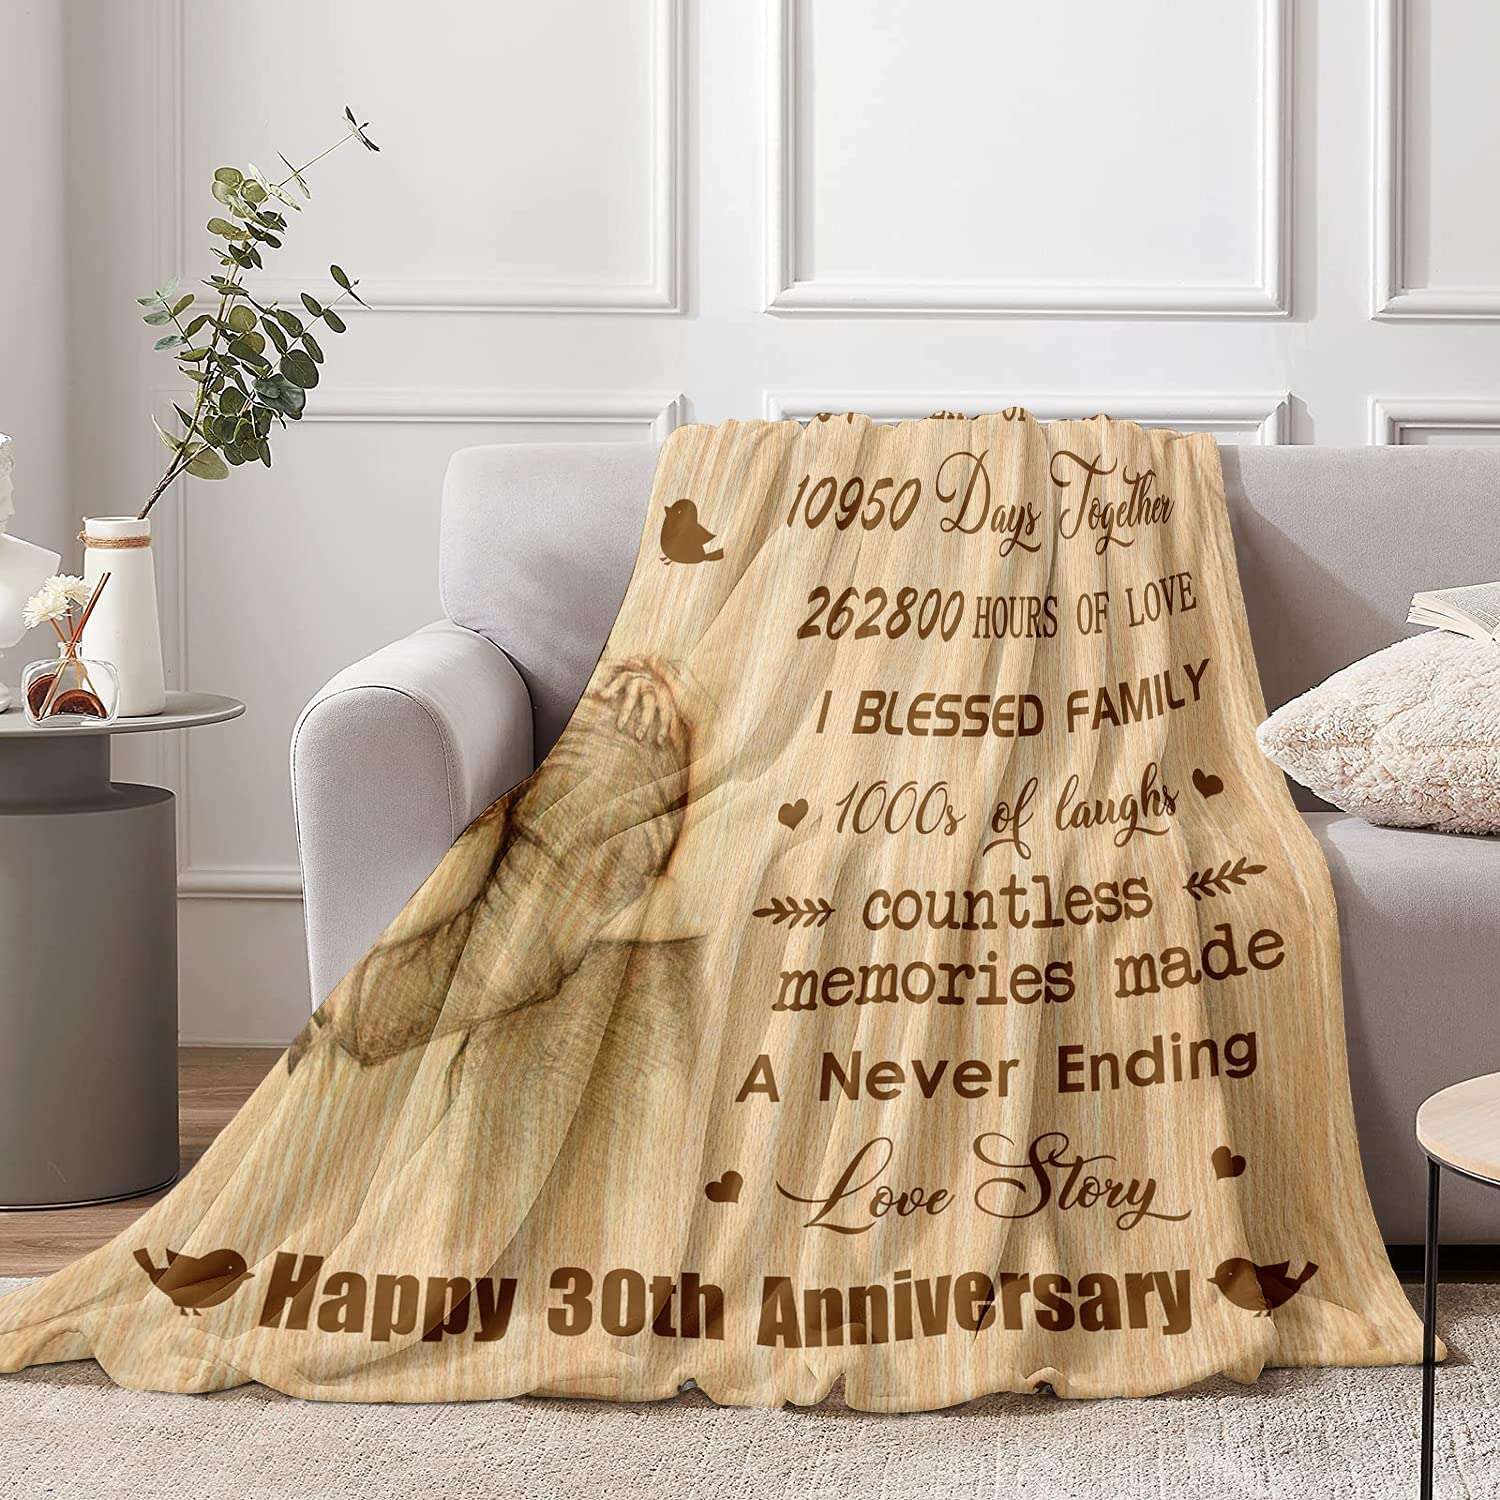 10950 Days Together
262800 HOURS OF LOVE
I BLESSED FAMILY
1000s of laughs
countless
memories made
A Never Ending
Love Story
Happy 30th Anniversary